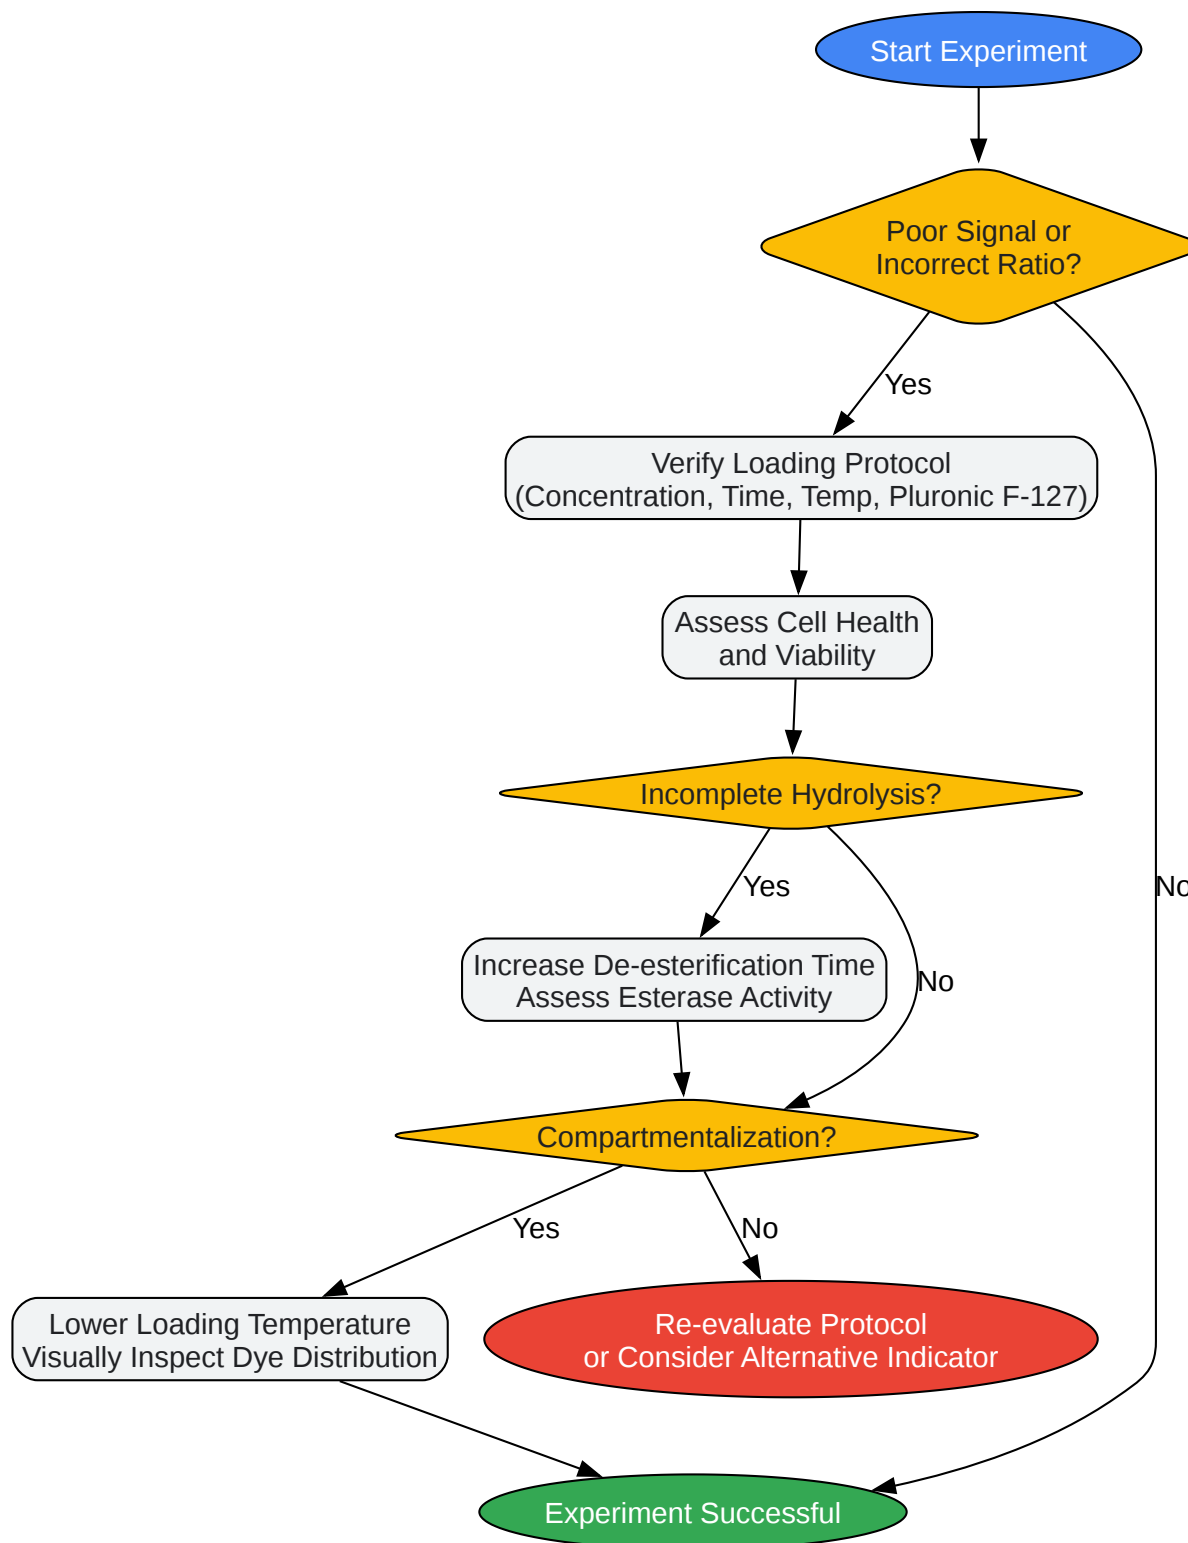 Start Experiment
Poor Signal or
Incorrect Ratio?
Yes
Verify Loading Protocol
(Concentration, Time, Temp, Pluronic F-127)
Assess Cell Health
and Viability
Incomplete Hydrolysis?
Yes
No
Increase De-esterification Time
Assess Esterase Activity
No
Compartmentalization?
Yes
No
Lower Loading Temperature
Visually Inspect Dye Distribution
Re-evaluate Protocol
or Consider Alternative Indicator
Experiment Successful